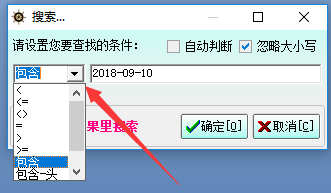 搜索...
请设置您要查找的条件: 自动判断 忽略大小写
包含 2018-09-10
<
<=
<>
=
>
>=
包含
包含-头
果里搜索 确定[O] 取消[C]